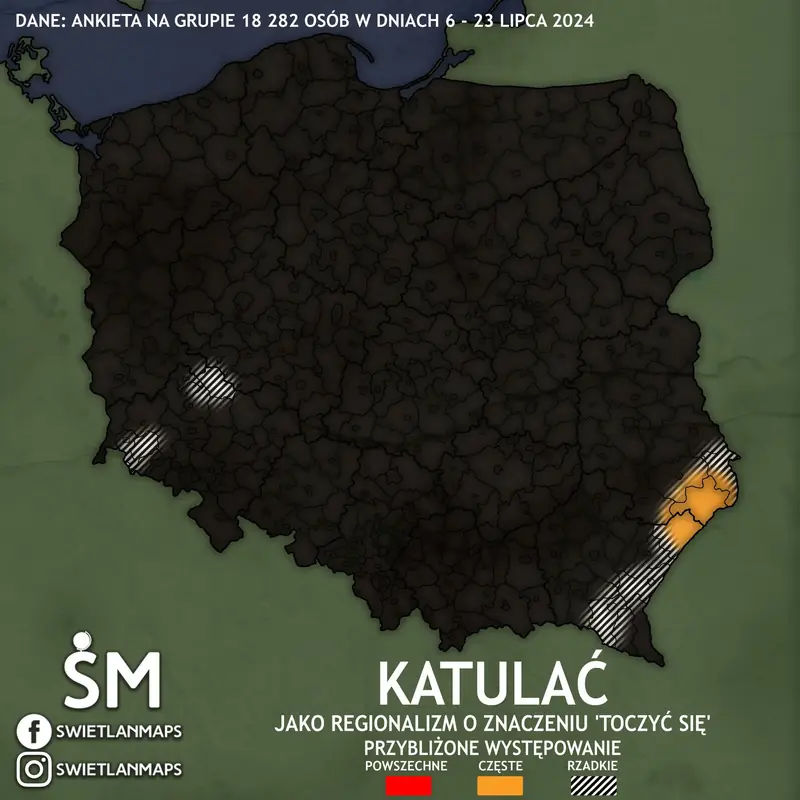 DANE: ANKIETA NA GRUPIE 18 282 OSÓB W DNIACH 6 - 23 LIPCA 2024
ŚM
SWIETLANMAPS
SWIETLANMAPS
KATULAĆ
JAKO REGIONALIZM O ZNACZENIU 'TOCZYĆ SIĘ'
PRZYBLIŻONE WYSTĘPOWANIE
POWSZECHNE CZĘSTE RZADKIE